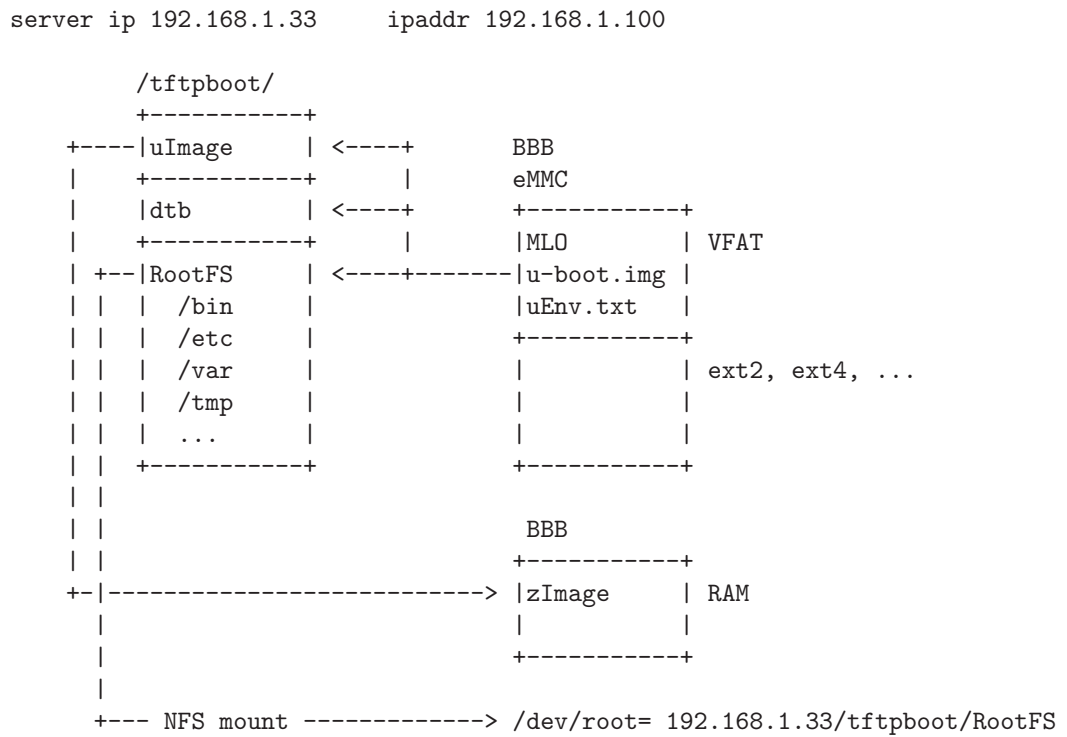 server ip 192.168.1.33     ipaddr 192.168.1.100
/tftpboot/
+-----------+
+----|uImage     | <----+       BBB
|    +-----------+      |       eMMC
|    |dtb        | <----+       +-----------+
|    +-----------+      |       |MLO        | VFAT
| +--|RootFS     | <----+-------|u-boot.img |
| |  |  /bin     |              |uEnv.txt   |
| |  |  /etc     |              +-----------+
| |  |  /var     |              |           | ext2, ext4, ...
| |  |  /tmp     |              |           |
| |  |  ...      |              |           |
| |  +-----------+              +-----------+
| |
| |                              BBB
| |                             +-----------+
+-|---------------------------> |zImage     | RAM
|                             |           |
|                             +-----------+
|
+--- NFS mount -------------> /dev/root= 192.168.1.33/tftpboot/RootFS